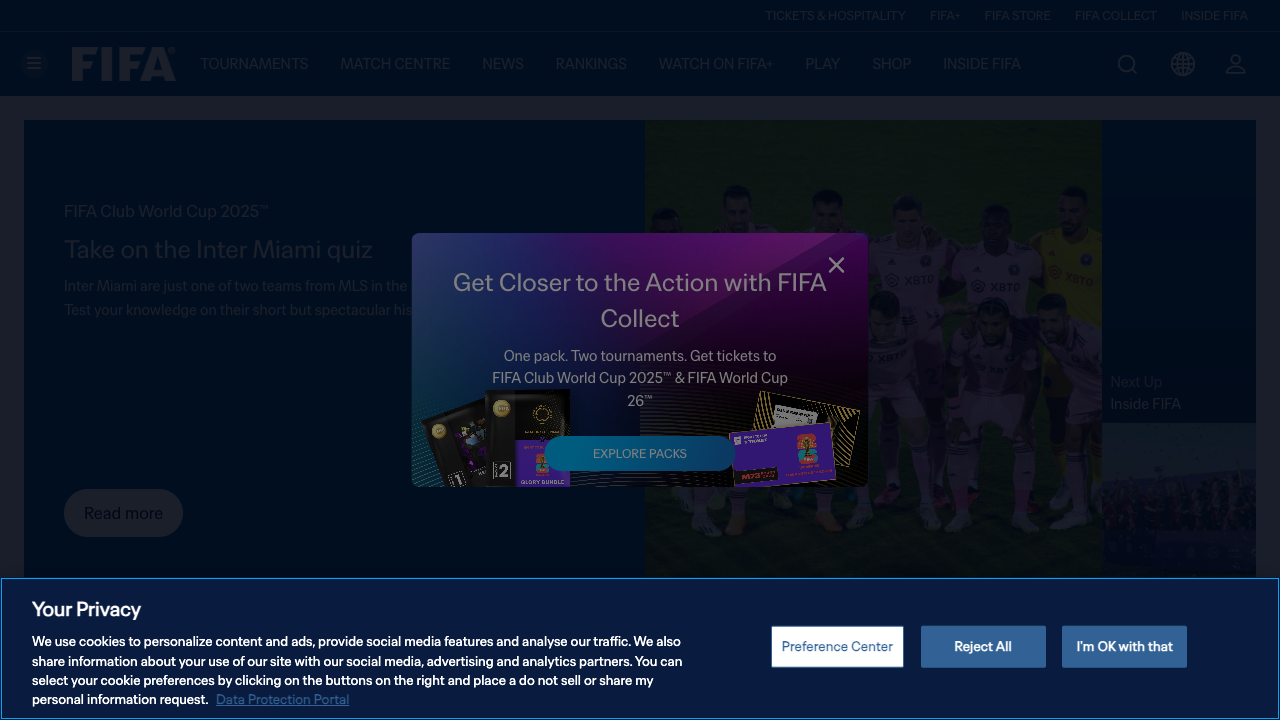 TICKETS & HOSPITALITY FIFA+ FIFA STORE FIFA COLLECT INSIDE FIFA
FIFA® TOURNAMENTS MATCH CENTRE NEWS RANKINGS WATCH ON FIFA+ PLAY SHOP INSIDE FIFA
FIFA Club World Cup 2025™
Take on the Inter Miami quiz
Inter Miami are just one of two teams from MLS in the
Test your knowledge on their short but spectacular his
Read more
XBTO
XBTO
Next Up
Inside FIFA
Get Closer to the Action with FIFA
Collect
One pack. Two tournaments. Get tickets to
FIFA Club World Cup 2025™ & FIFA World Cup
26™
1
2
GLORY BUNDLE
EXPLORE PACKS
Your Privacy
We use cookies to personalize content and ads, provide social media features and analyse our traffic. We also
share information about your use of our site with our social media, advertising and analytics partners. You can
select your cookie preferences by clicking on the buttons on the right and place a do not sell or share my
personal information request. Data Protection Portal
Preference Center
Reject All
I'm OK with that